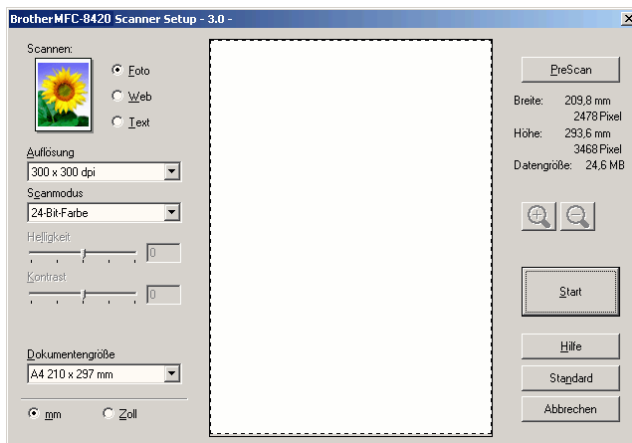 BrotherMFC-8420 Scanner Setup - 3.0 -
Scannen:
Foto
Web
Text
Auflösung
300 x 300 dpi
Scanmodus
24-Bit-Farbe
Helligkeit
0
Kontrast
0
Dokumentengröße
A4 210 x 297 mm
mm Zoll
PreScan
Breite: 209,8 mm
2478 Pixel
Höhe: 293,6 mm
3468 Pixel
Datengröße: 24,6 MB
Start
Hilfe
Standard
Abbrechen